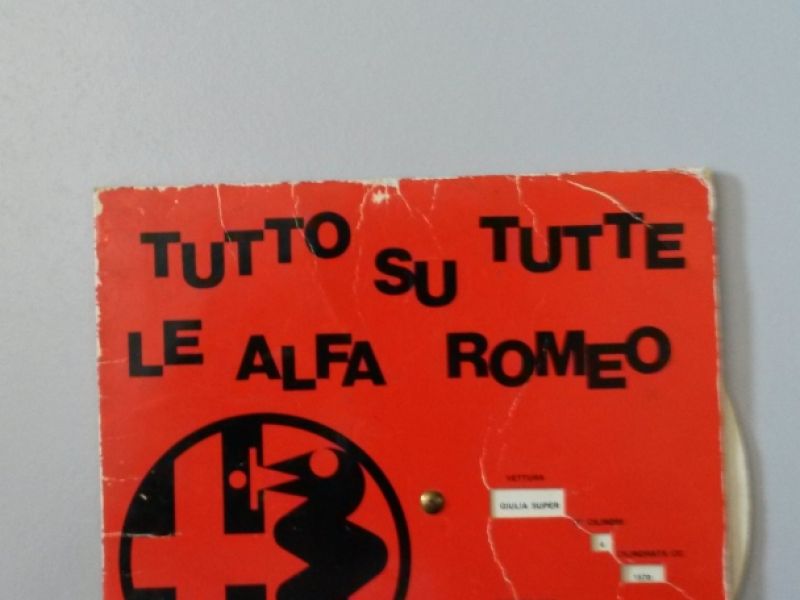 TUTTO SU TUTTE
LE ALFA ROMEO
VETTURA
GIULIA SUPER
CILINDRI
4
CILINDRATA CC.
1570